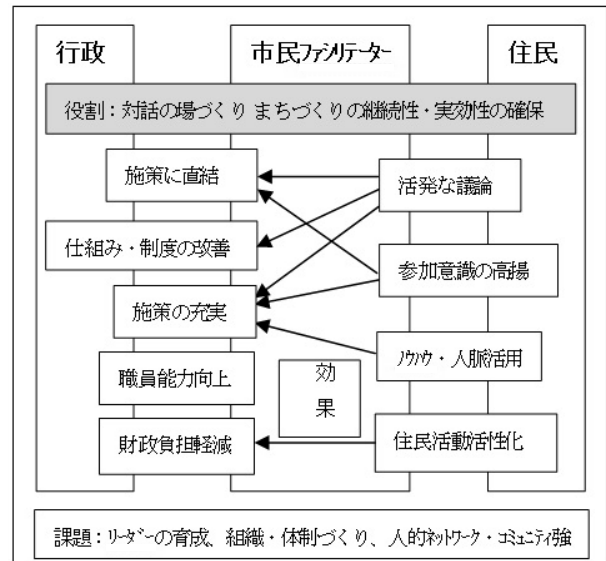 行政 市民ファシリテーター 住民
役割：対話の場づくり まちづくりの継続性・実効性の確保
施策に直結
活発な議論
仕組み・制度の改善
参加意識の高揚
施策の充実
ノウハウ・人脈活用
職員能力向上
効
果
財政負担軽減
住民活動活性化
課題：リーダーの育成、組織・体制づくり、人的ネットワーク・コミュニティ強